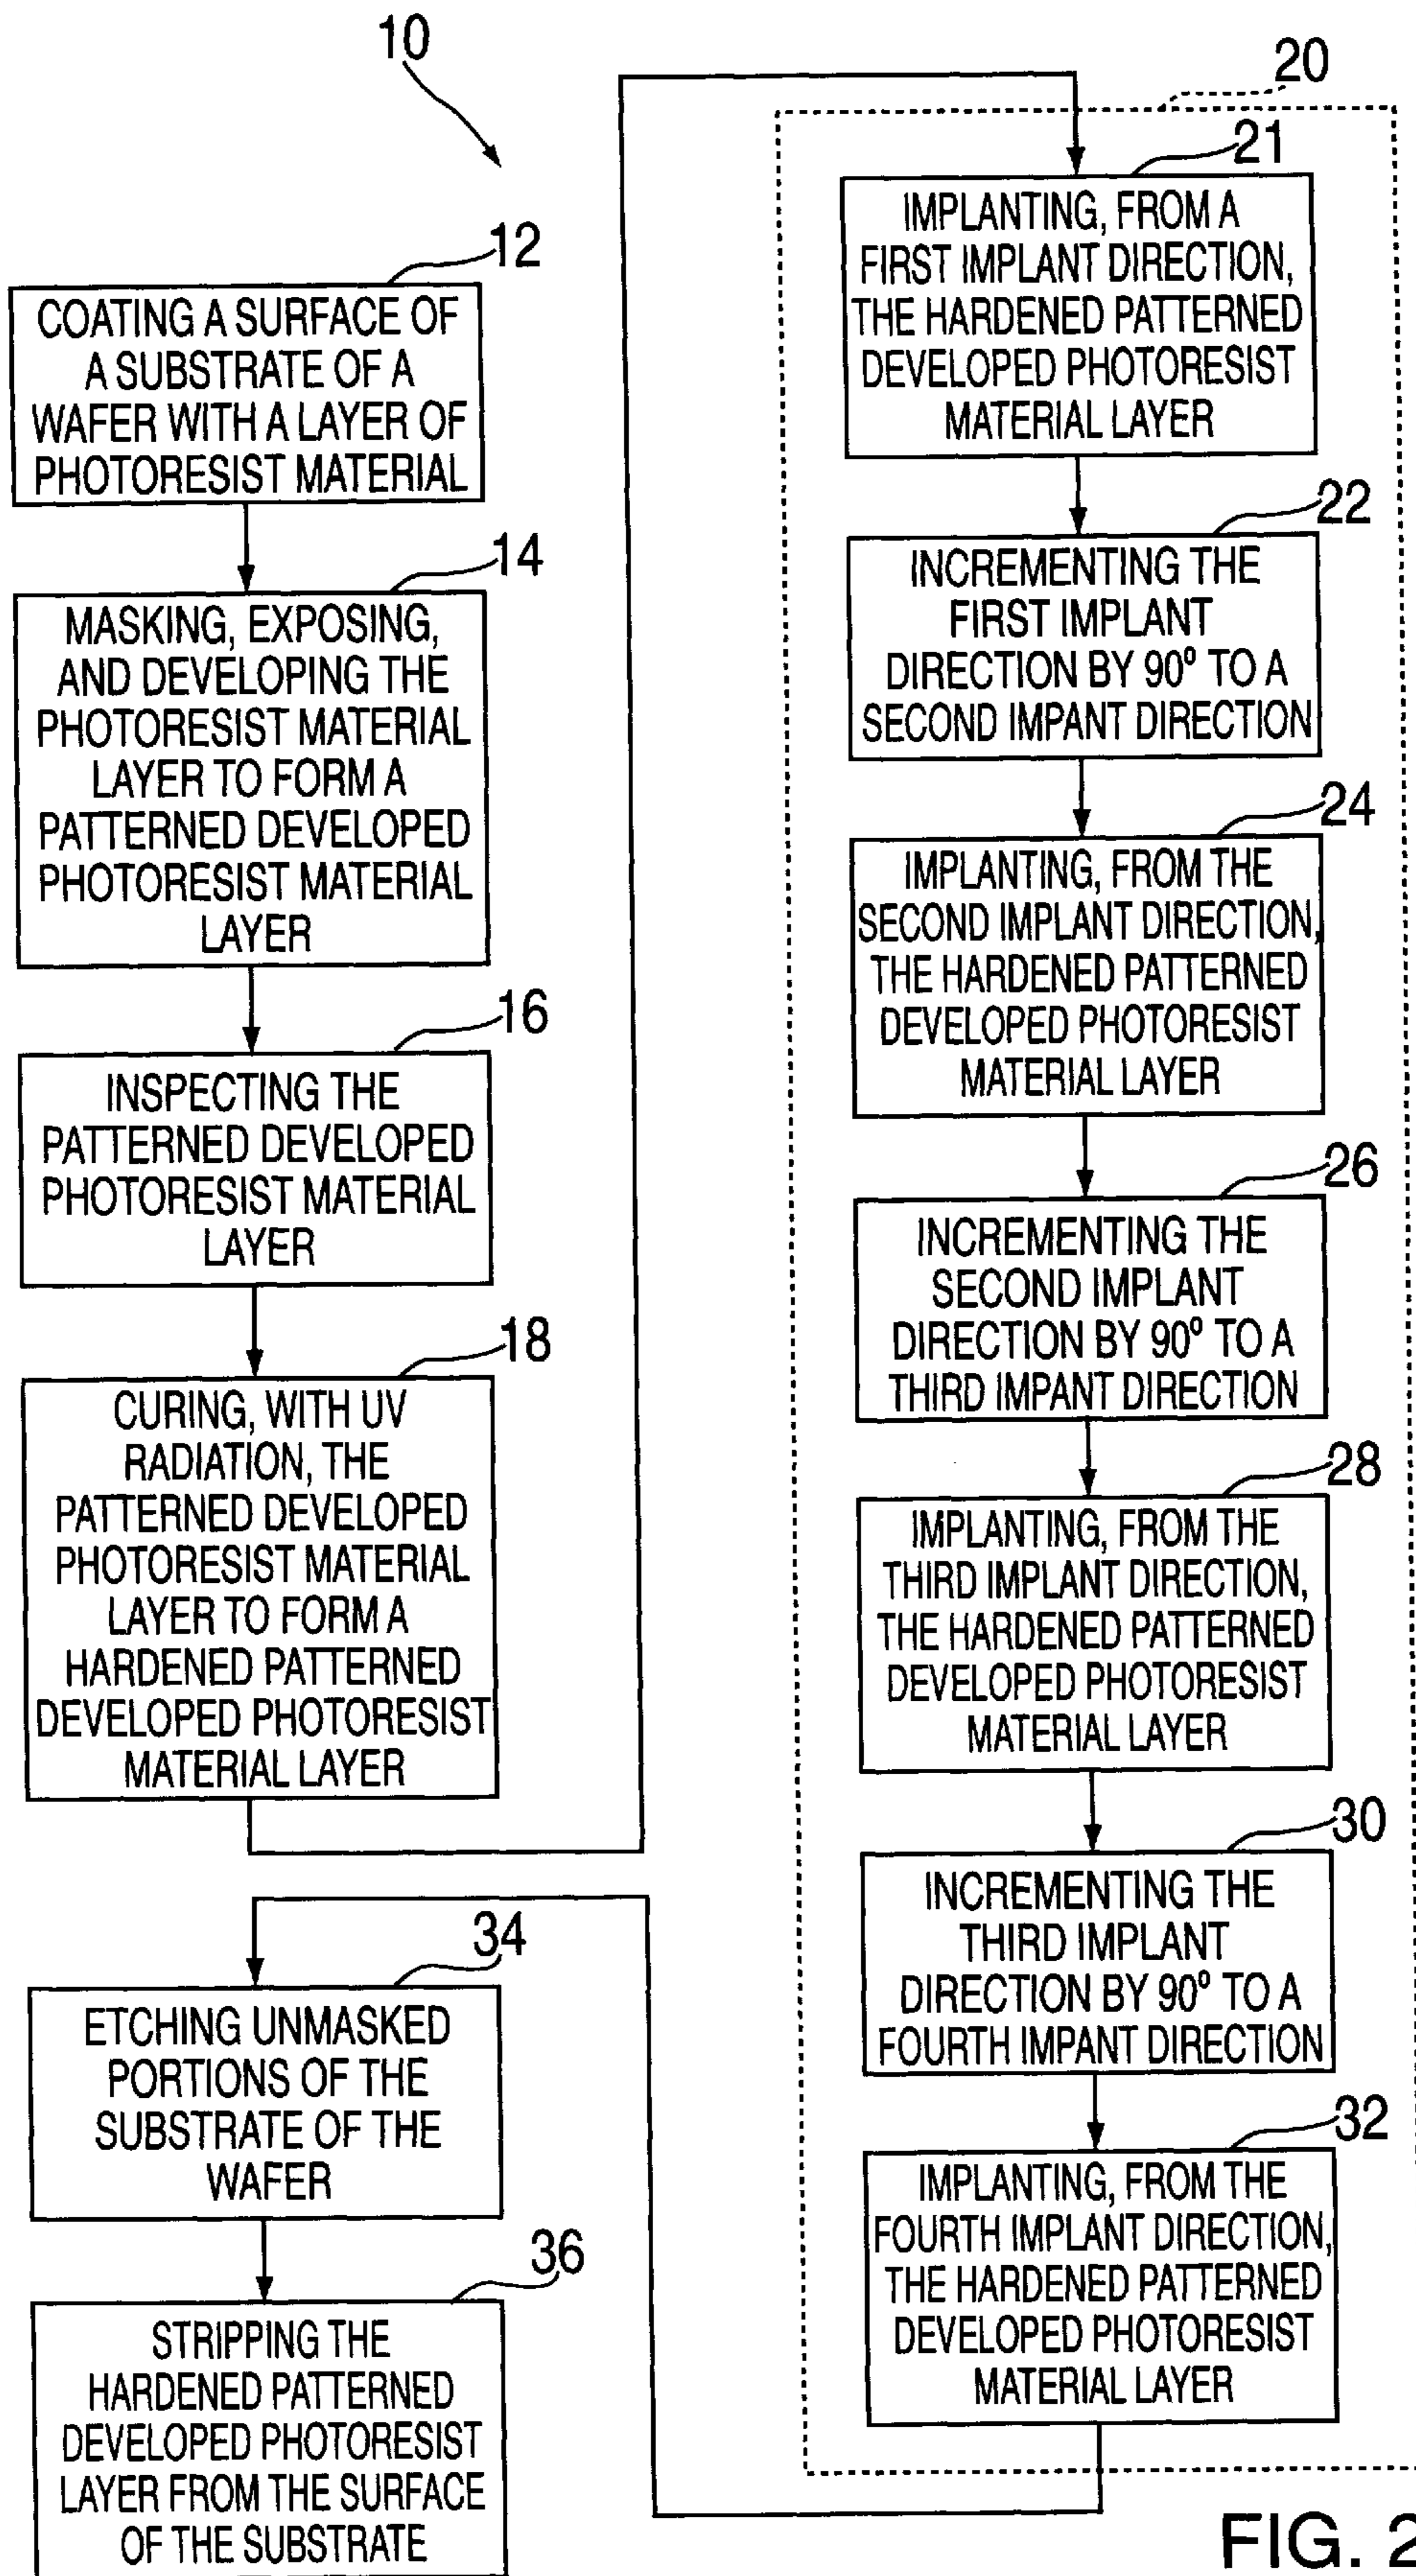 10
12
COATING A SURFACE OF
A SUBSTRATE OF A
WAFER WITH A LAYER OF
PHOTORESIST MATERIAL
14
MASKING, EXPOSING,
AND DEVELOPING THE
PHOTORESIST MATERIAL
LAYER TO FORM A
PATTERNED DEVELOPED
PHOTORESIST MATERIAL
LAYER
16
INSPECTING THE
PATTERNED DEVELOPED
PHOTORESIST MATERIAL
LAYER
18
CURING, WITH UV
RADIATION, THE
PATTERNED DEVELOPED
PHOTORESIST MATERIAL
LAYER TO FORM A
HARDENED PATTERNED
DEVELOPED PHOTORESIST
MATERIAL LAYER
20
21
IMPLANTING, FROM A
FIRST IMPLANT DIRECTION,
THE HARDENED PATTERNED
DEVELOPED PHOTORESIST
MATERIAL LAYER
22
INCREMENTING THE
FIRST IMPLANT
DIRECTION BY 90° TO A
SECOND IMPANT DIRECTION
24
IMPLANTING, FROM THE
SECOND IMPLANT DIRECTION,
THE HARDENED PATTERNED
DEVELOPED PHOTORESIST
MATERIAL LAYER
26
INCREMENTING THE
SECOND IMPLANT
DIRECTION BY 90° TO A
THIRD IMPANT DIRECTION
28
IMPLANTING, FROM THE
THIRD IMPLANT DIRECTION,
THE HARDENED PATTERNED
DEVELOPED PHOTORESIST
MATERIAL LAYER
30
INCREMENTING THE
THIRD IMPLANT
DIRECTION BY 90° TO A
FOURTH IMPANT DIRECTION
32
IMPLANTING, FROM THE
FOURTH IMPLANT DIRECTION,
THE HARDENED PATTERNED
DEVELOPED PHOTORESIST
MATERIAL LAYER
34
ETCHING UNMASKED
PORTIONS OF THE
SUBSTRATE OF THE
WAFER
36
STRIPPING THE
HARDENED PATTERNED
DEVELOPED PHOTORESIST
LAYER FROM THE SURFACE
OF THE SUBSTRATE
FIG. 2